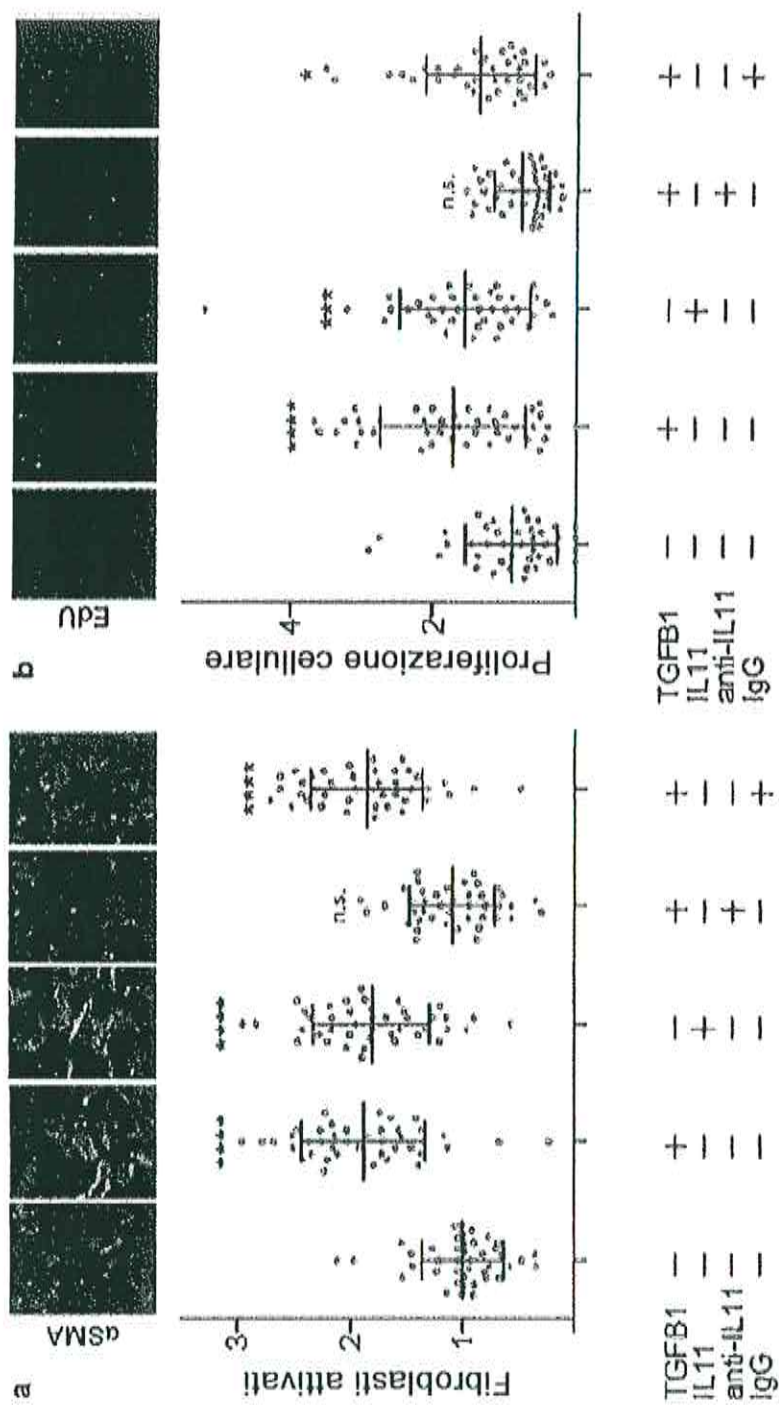 a
αSMA
Fibroblasti attivati
3
2
1
**** **** n.s. ****
TGFB1 — + — + +
IL11 — — + — —
anti-IL11 — — — + —
IgG — — — — +
b
EdU
Proliferazione cellulare
4
2
**** *** n.s. *
TGFB1 — + — + +
IL11 — — + — —
anti-IL11 — — — + —
IgG — — — — +